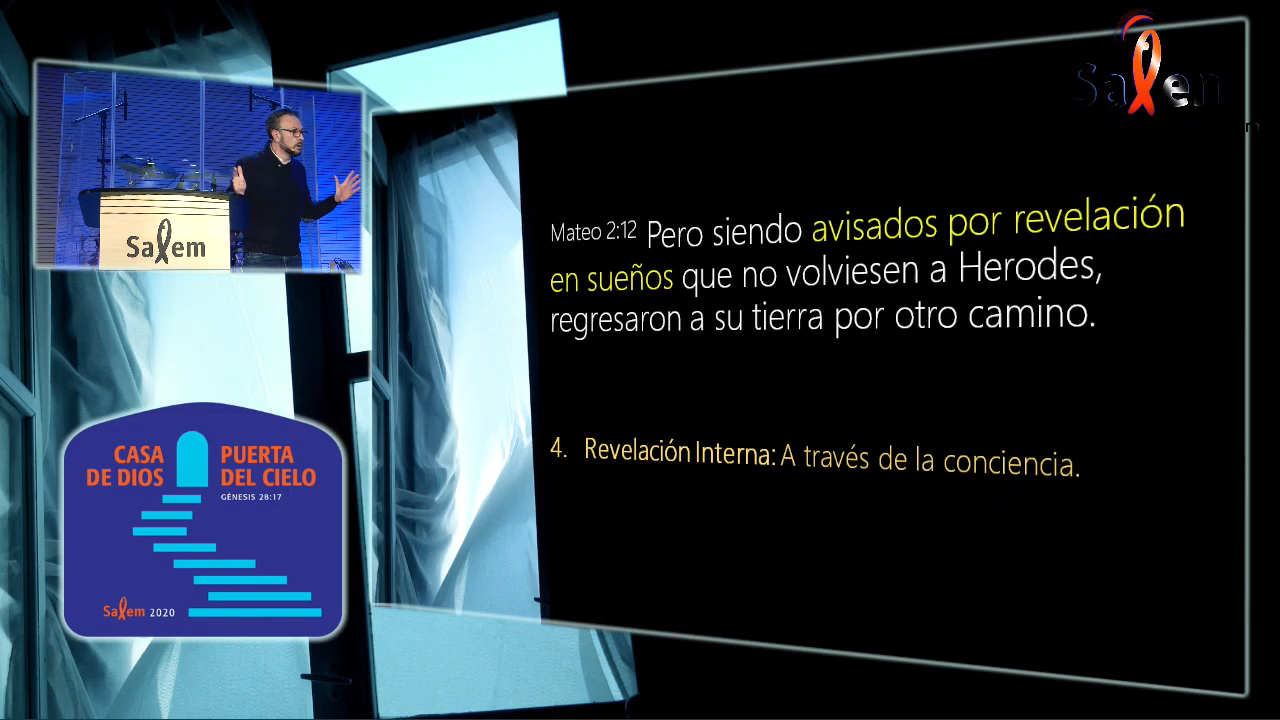 Salem
Salem
Mateo 2:12 Pero siendo avisados por revelación
en sueños que no volviesen a Herodes,
regresaron a su tierra por otro camino.
4. Revelación Interna: A través de la conciencia.
CASA
DE DIOS
PUERTA
DEL CIELO
GÉNESIS 28:17
Salem 2020